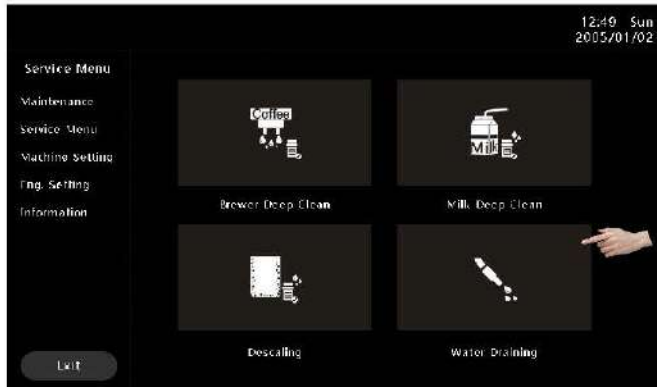 12:49 Sun
2005/01/02
Service Menu
Maintenance
Service Menu
Machine Setting
Eng. Setting
Information
Exit
Coffee
Milk
Brewer Deep Clean
Milk Deep Clean
Descaling
Water Draining